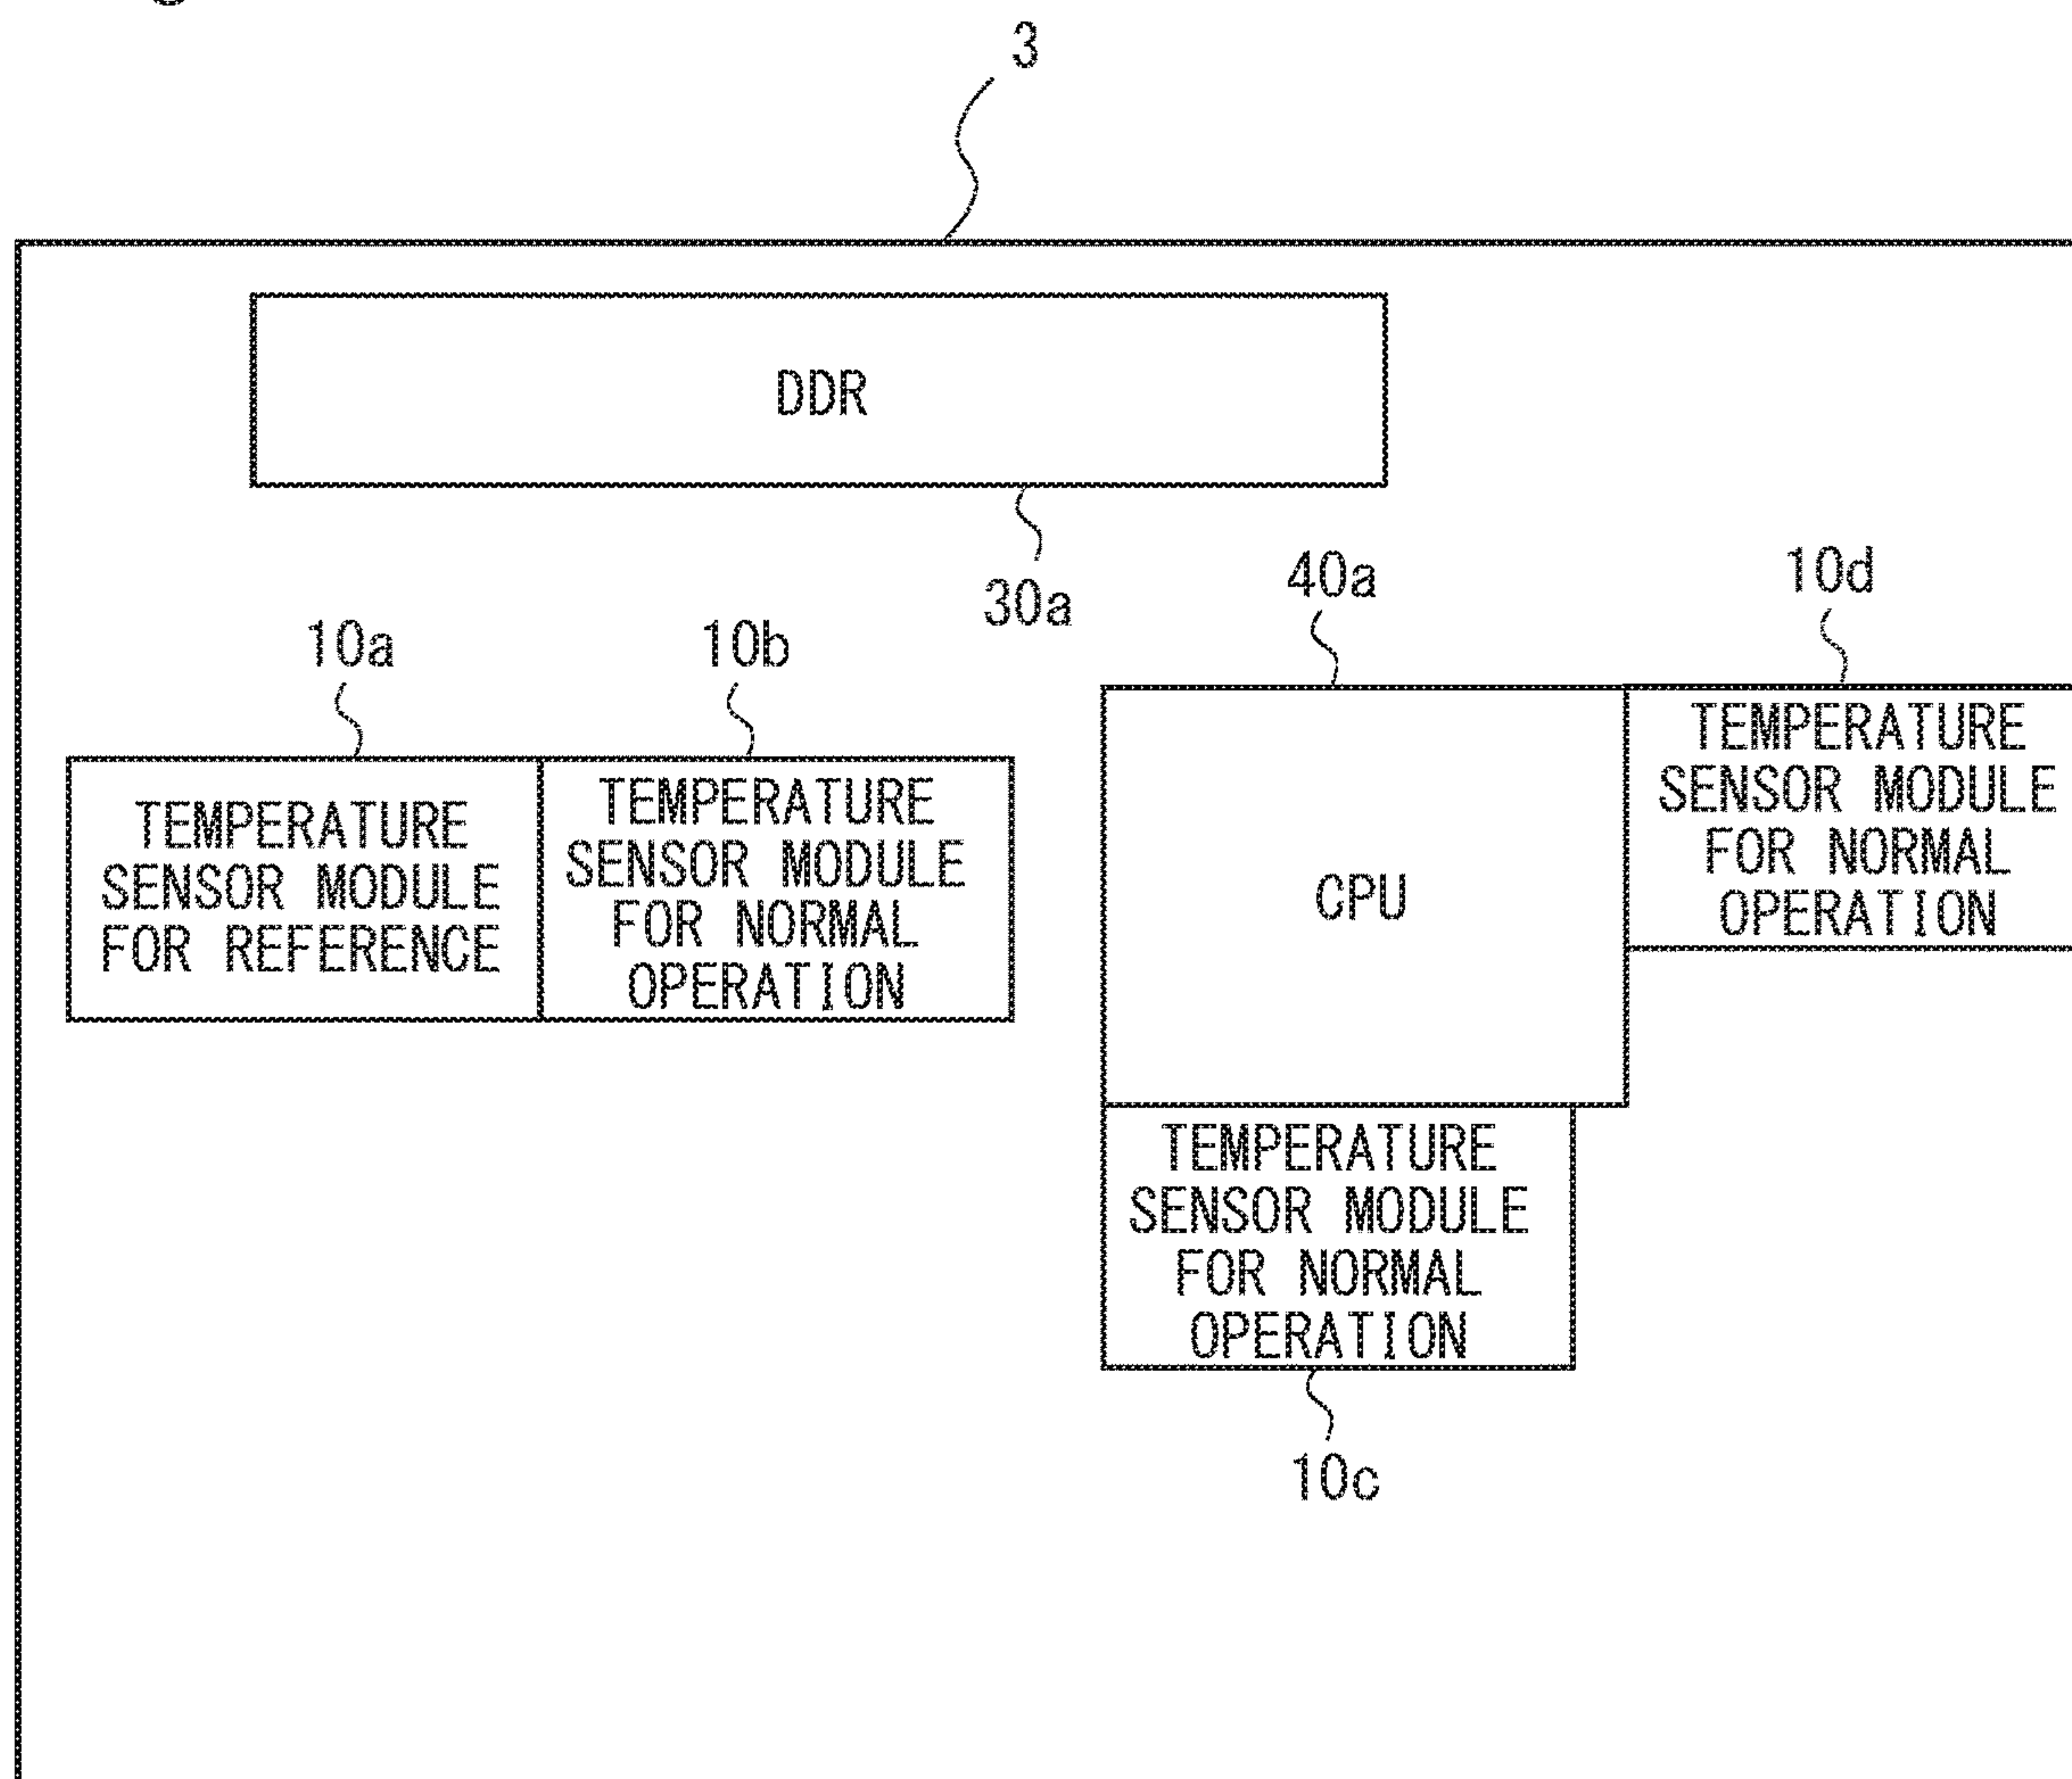 3
DDR
30a
40a
10d
10a
10b
TEMPERATURE
SENSOR MODULE
FOR REFERENCE
TEMPERATURE
SENSOR MODULE
FOR NORMAL
OPERATION
CPU
TEMPERATURE
SENSOR MODULE
FOR NORMAL
OPERATION
TEMPERATURE
SENSOR MODULE
FOR NORMAL
OPERATION
10c